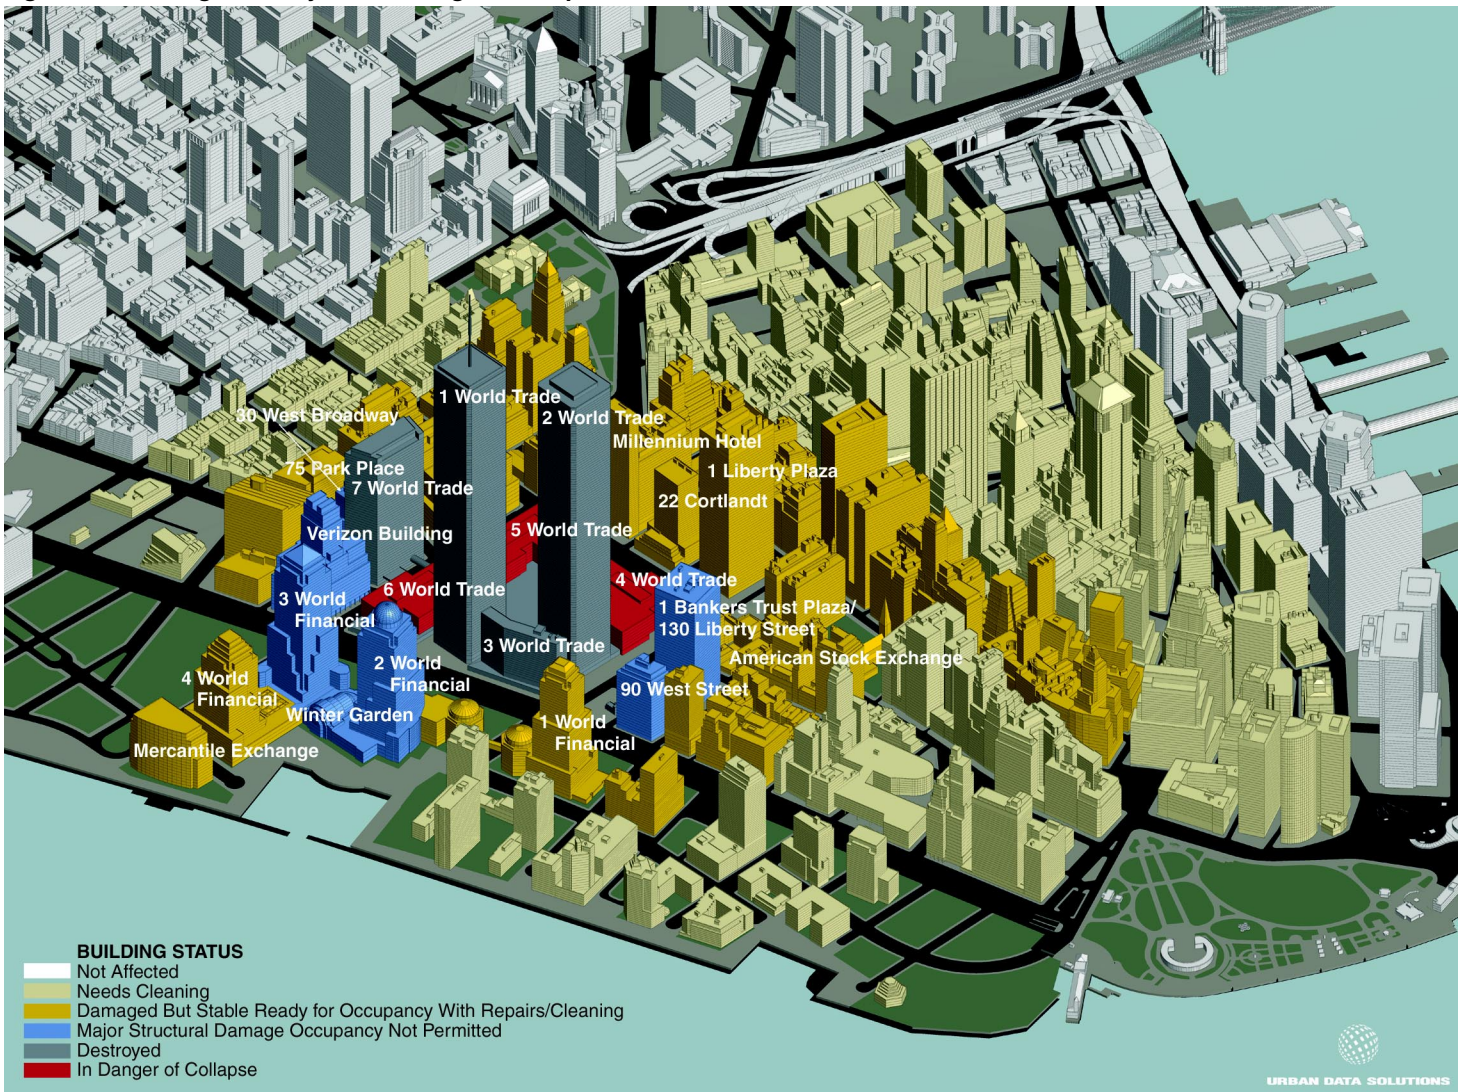 1 World Trade
30 West Broadway
2 World Trade
Millennium Hotel
75 Park Place
1 Liberty Plaza
7 World Trade
22 Cortlandt
Verizon Building
5 World Trade
6 World Trade
4 World Trade
3 World
Financial
1 Bankers Trust Plaza/
130 Liberty Street
3 World Trade
American Stock Exchange
2 World
Financial
4 World
Financial
90 West Street
Winter Garden
1 World
Financial
Mercantile Exchange
BUILDING STATUS
Not Affected
Needs Cleaning
Damaged But Stable Ready for Occupancy With Repairs/Cleaning
Major Structural Damage Occupancy Not Permitted
Destroyed
In Danger of Collapse
URBAN DATA SOLUTIONS